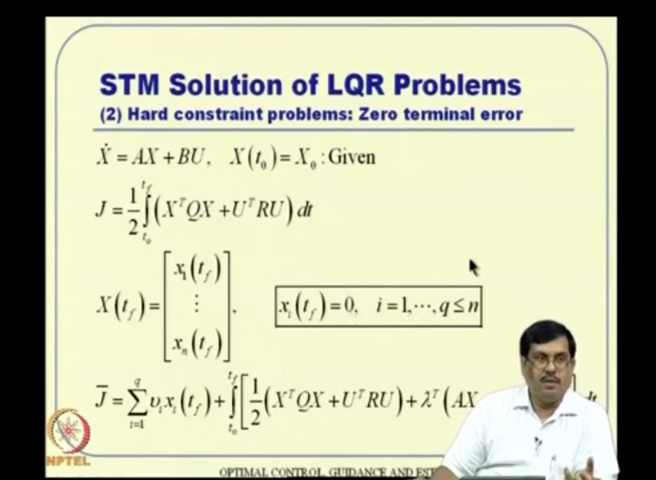 STM Solution of LQR Problems
(2) Hard constraint problems: Zero terminal error
Ẋ = AX + BU, X(t₀) = X₀ : Given
J = 1/2 ∫_{t₀}^{t_f} (XᵀQX + UᵀRU) dt
X(t_f) = [x₁(t_f) ⋮ xₙ(t_f)], x_i(t_f) = 0, i = 1, ⋯, q ≤ n
J̄ = ∑_{i=1}^{q} υ_i x_i(t_f) + ∫_{t₀}^{t_f} [1/2 (XᵀQX + UᵀRU) + λᵀ(AX ] dt
NPTEL
OPTIMAL CONTROL, GUIDANCE AND EST